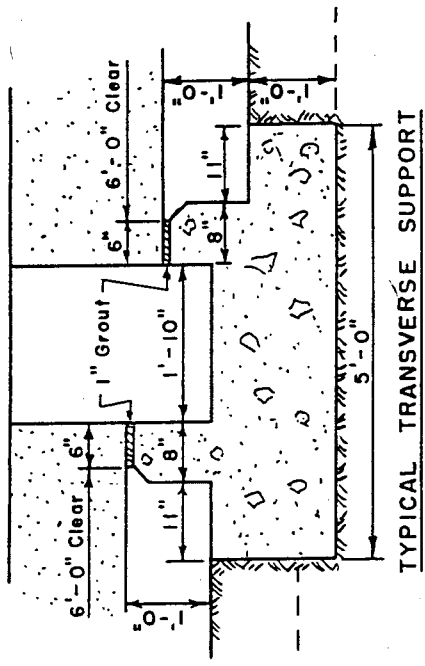 6'-0" Clear
6"
1" Grout
6"
6'-0" Clear
1'-0"
11"
8"
1'-10"
8"
11"
1'-0"
1'-0"
5'-0"
TYPICAL TRANSVERSE SUPPORT